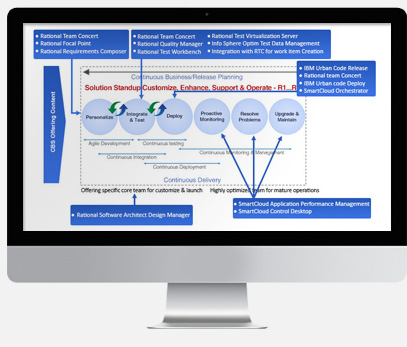 • Rational Team Concert
• Rational Focal Point
• Rational Requirements Composer
• Rational Team Concert
• Rational Quality Manager
• Rational Test Workbench
• Rational Test Virtualization Server
• Info Sphere Optim Test Data Management
• Integration with RTC for work item Creation
• IBM Urban Code Release
• Rational team Concert
• IBM Urban code Deploy
• SmartCloud Orchestrator
Continuous Business/Release Planning
Solution Standup Customize, Enhance, Support & Operate - R1...R
CBS Offering Content
Personalize
Integrate & Test
Deploy
Proactive Monitoring
Resolve Problems
Upgrade & Maintain
Agile Development
Continuous testing
Continuous Integration
Continuous Monitoring & Management
Continuous Deployment
Continuous Delivery
Offering specific core team for customize & launch
Highly optimized team for mature operations
• Rational Software Architect Design Manager
• SmartCloud Application Performance Management
• SmartCloud Control Desktop